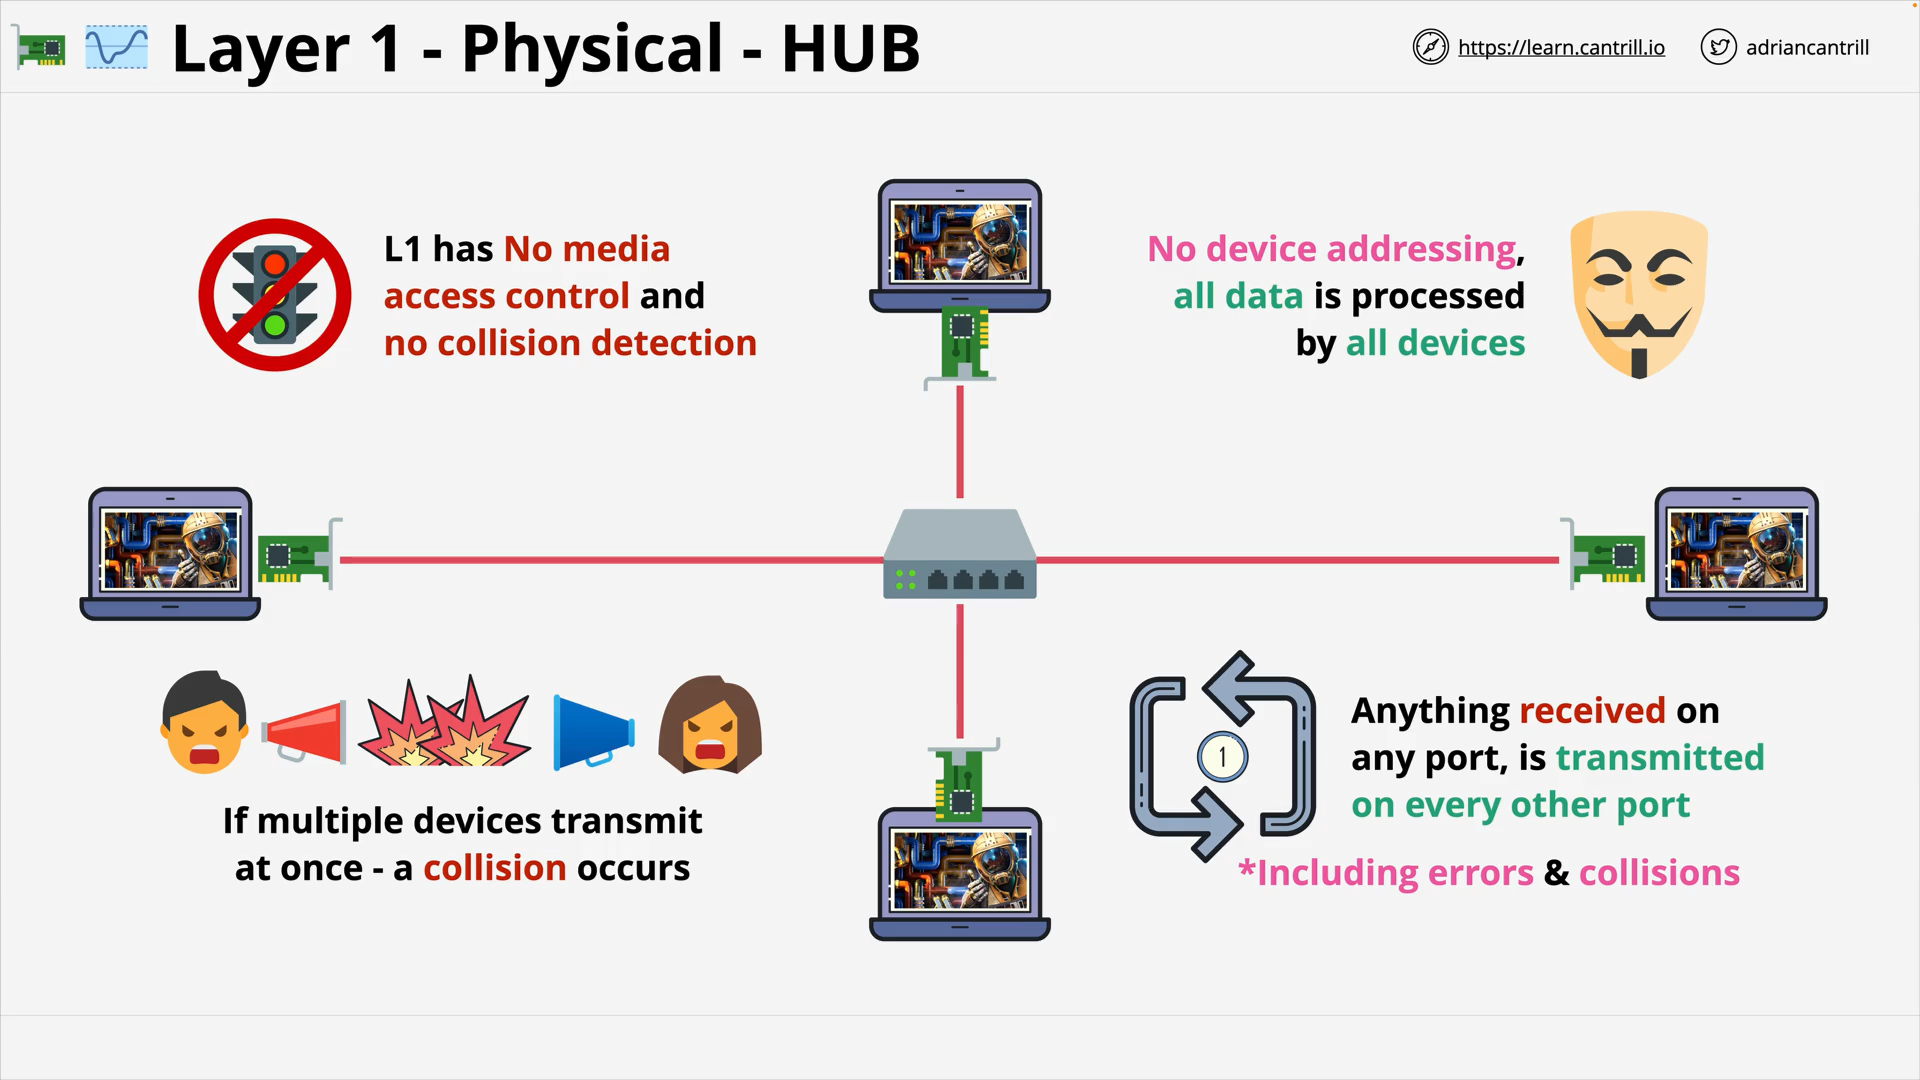 Layer 1 - Physical - HUB
https://learn.cantrill.io
adriancantrill
L1 has No media
access control and
no collision detection
No device addressing,
all data is processed
by all devices
If multiple devices transmit
at once - a collision occurs
1
Anything received on
any port, is transmitted
on every other port
*Including errors & collisions